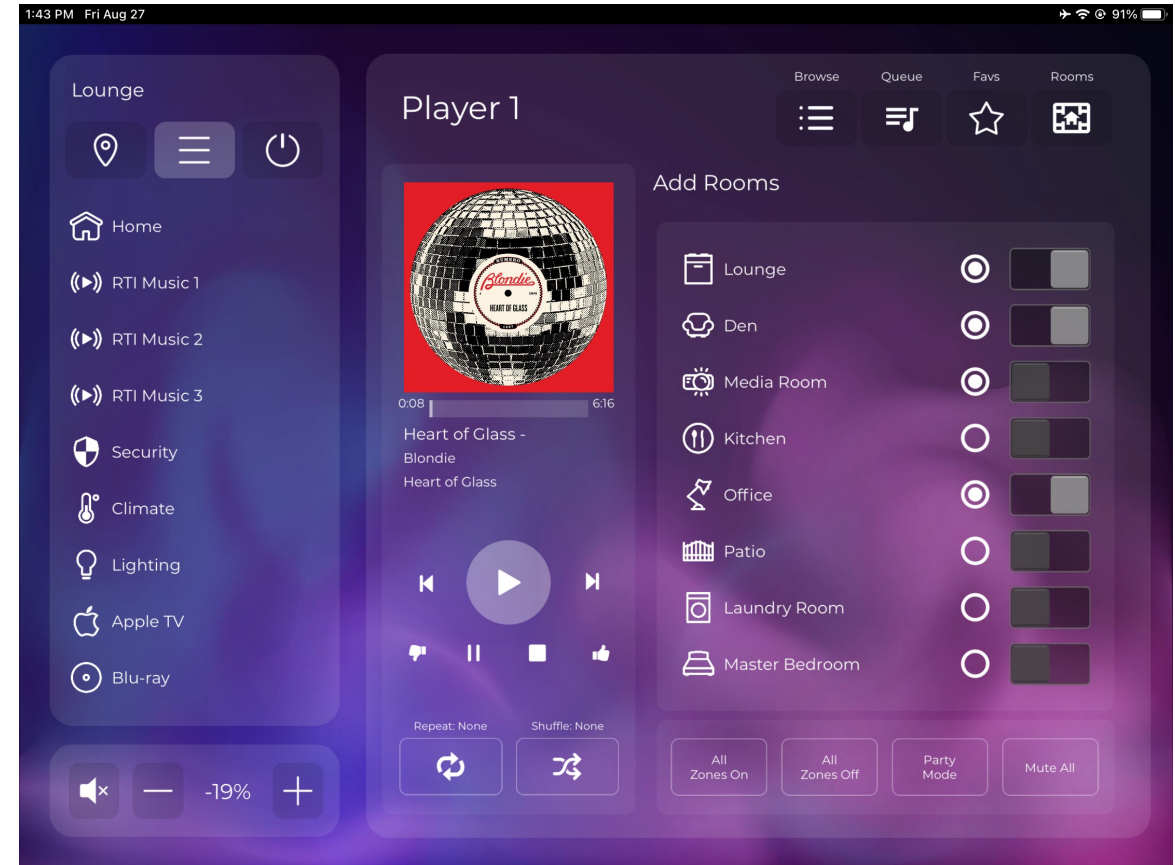 1:43 PM Fri Aug 27
91%
Lounge
Home
RTI Music 1
RTI Music 2
RTI Music 3
Security
Climate
Lighting
Apple TV
Blu-ray
-19%
Player 1
Browse
Queue
Favs
Rooms
Blondie
HEART OF GLASS
0:08
6:16
Heart of Glass -
Blondie
Heart of Glass
Repeat: None
Shuffle: None
Add Rooms
Lounge
Den
Media Room
Kitchen
Office
Patio
Laundry Room
Master Bedroom
All
Zones On
All
Zones Off
Party
Mode
Mute All